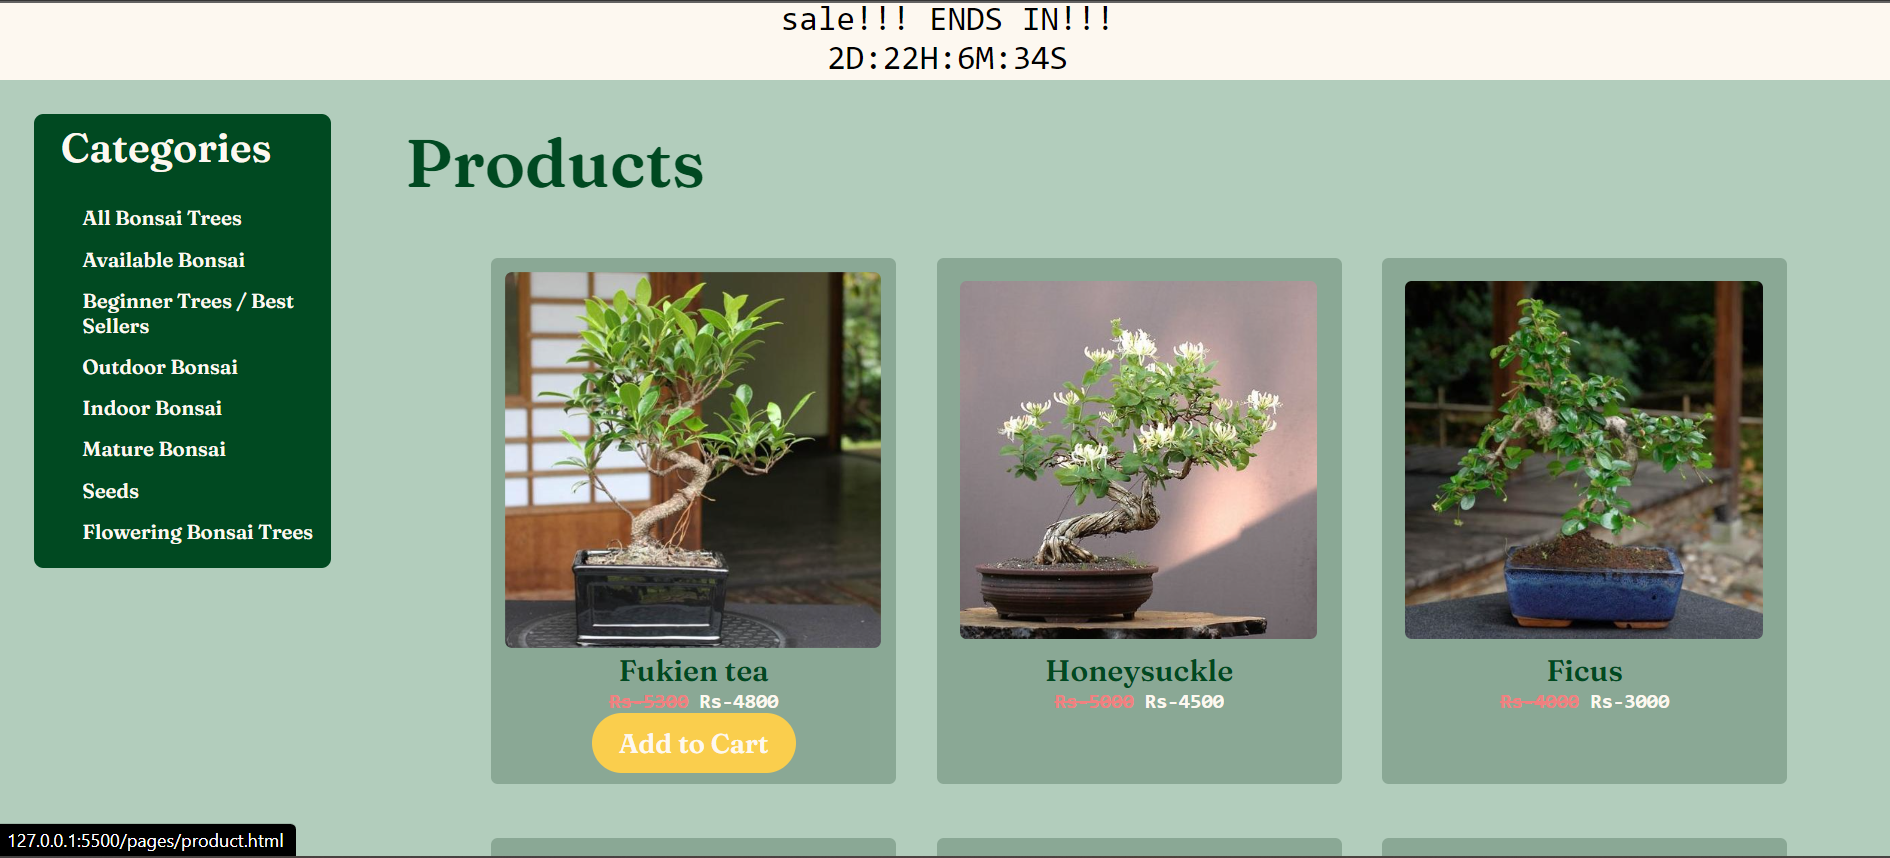 sale!!! ENDS IN!!!
2D:22H:6M:34S
Categories
All Bonsai Trees
Available Bonsai
Beginner Trees / Best
Sellers
Outdoor Bonsai
Indoor Bonsai
Mature Bonsai
Seeds
Flowering Bonsai Trees
Products
Fukien tea
Rs-5300 Rs-4800
Add to Cart
Honeysuckle
Rs-5000 Rs-4500
Ficus
Rs-4000 Rs-3000
127.0.0.1:5500/pages/product.html